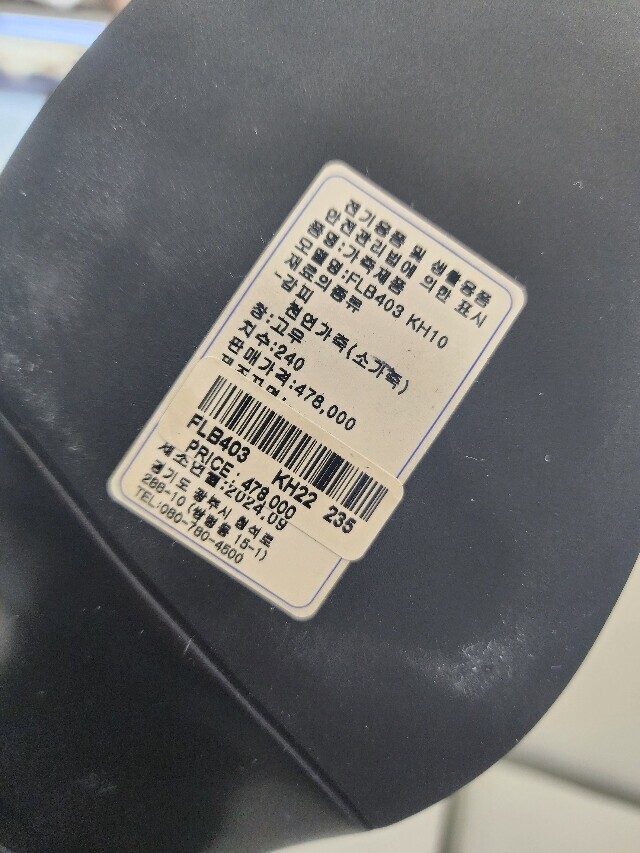 전기용품 및 생활용품
안전관리법에 의한 표시
품명:가죽제품
모델명:FLB403 KH10
재료의종류
-갑피
천연가죽(소가죽)
창:고무
치수:240
판매가격:478,000
FLB403 KH22 235
PRICE : 478,000
제조년월:2024.09
경기도 광주시 청석로
288-10 (쌍령동 15-1)
TEL:080-780-4500